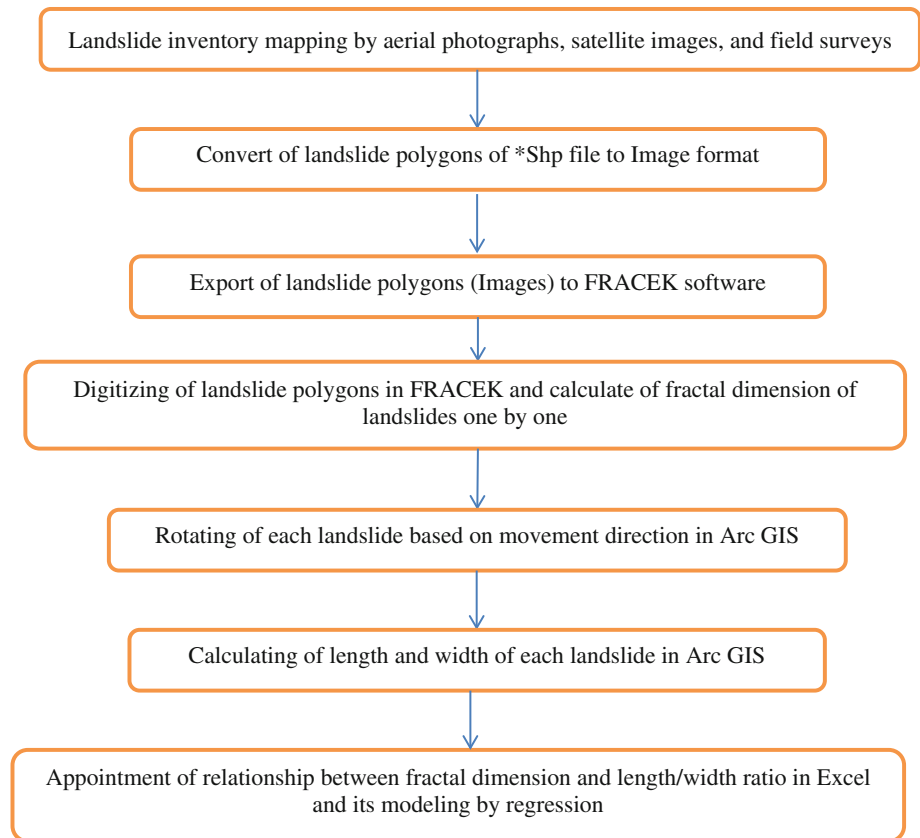 Landslide inventory mapping by aerial photographs, satellite images, and field surveys
Convert of landslide polygons of *Shp file to Image format
Export of landslide polygons (Images) to FRACEK software
Digitizing of landslide polygons in FRACEK and calculate of fractal dimension of
landslides one by one
Rotating of each landslide based on movement direction in Arc GIS
Calculating of length and width of each landslide in Arc GIS
Appointment of relationship between fractal dimension and length/width ratio in Excel
and its modeling by regression